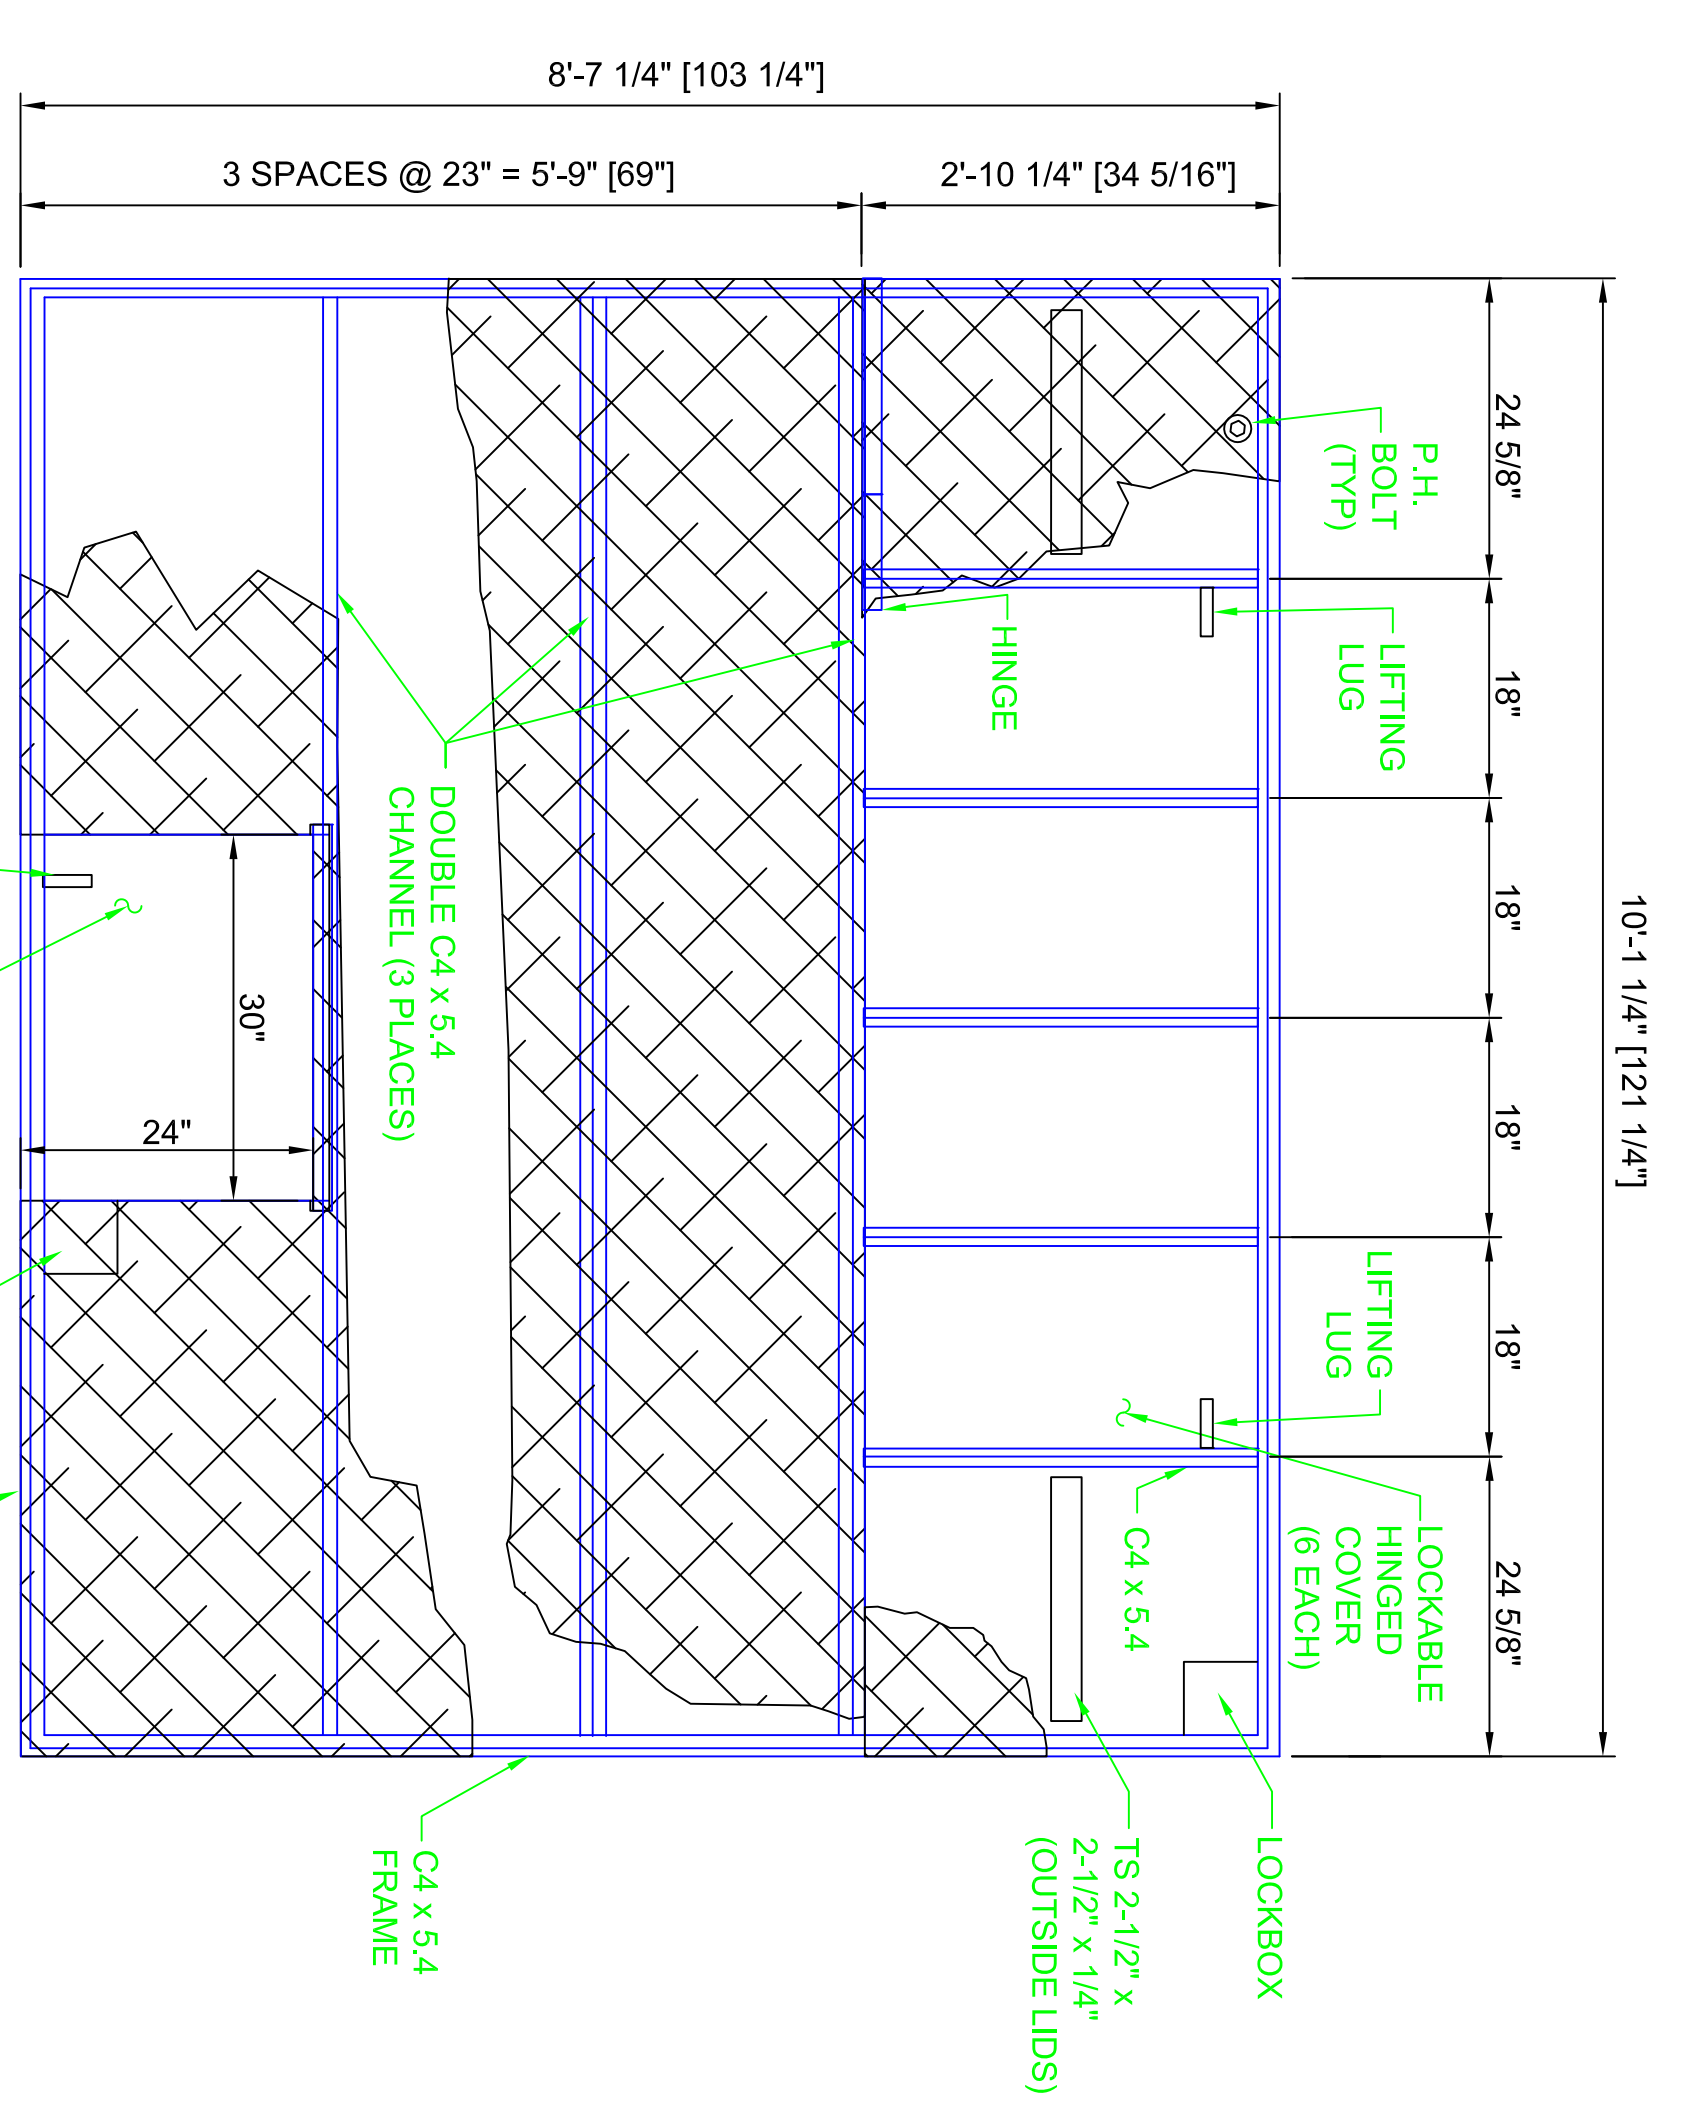 8'-7 1/4" [103 1/4"]
3 SPACES @ 23" = 5'-9" [69"]
2'-10 1/4" [34 5/16"]
10'-1 1/4" [121 1/4"]
24 5/8"
18"
18"
18"
18"
24 5/8"
P.H.
BOLT
(TYP)
LIFTING
LUG
HINGE
LIFTING
LUG
LOCKABLE
HINGED
COVER
(6 EACH)
C4 x 5.4
DOUBLE C4 x 5.4
CHANNEL (3 PLACES)
30"
24"
LOCKBOX
TS 2-1/2" x
2-1/2" x 1/4"
(OUTSIDE LIDS)
C4 x 5.4
FRAME